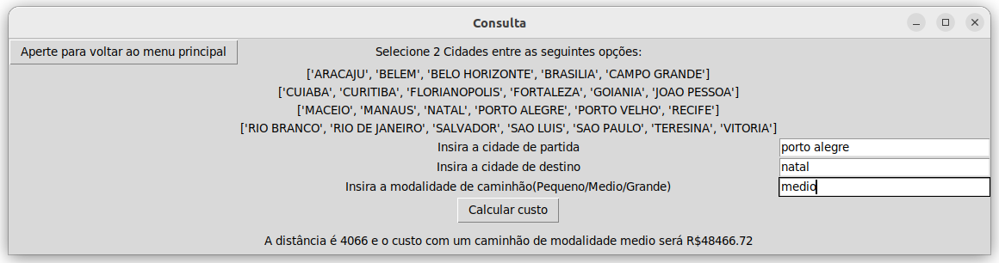 Consulta
Aperte para voltar ao menu principal
Selecione 2 Cidades entre as seguintes opções:
['ARACAJU', 'BELEM', 'BELO HORIZONTE', 'BRASILIA', 'CAMPO GRANDE']
['CUIABA', 'CURITIBA', 'FLORIANOPOLIS', 'FORTALEZA', 'GOIANIA', 'JOAO PESSOA']
['MACEIO', 'MANAUS', 'NATAL', 'PORTO ALEGRE', 'PORTO VELHO', 'RECIFE']
['RIO BRANCO', 'RIO DE JANEIRO', 'SALVADOR', 'SAO LUIS', 'SAO PAULO', 'TERESINA', 'VITORIA']
Insira a cidade de partida porto alegre
Insira a cidade de destino natal
Insira a modalidade de caminhão(Pequeno/Medio/Grande) medio
Calcular custo
A distância é 4066 e o custo com um caminhão de modalidade medio será R$48466.72